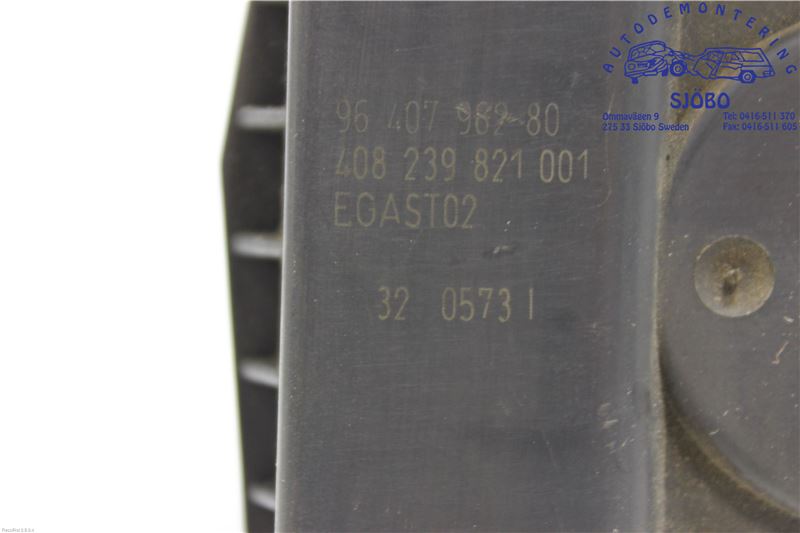 AUTODEMONTERING
SJÖBO
Ommavägen 9
275 33 Sjöbo Sweden
Tel: 0416-511 370
Fax: 0416-511 605
96 407 962 80
408 239 821 001
EGAST02
32 0573 I